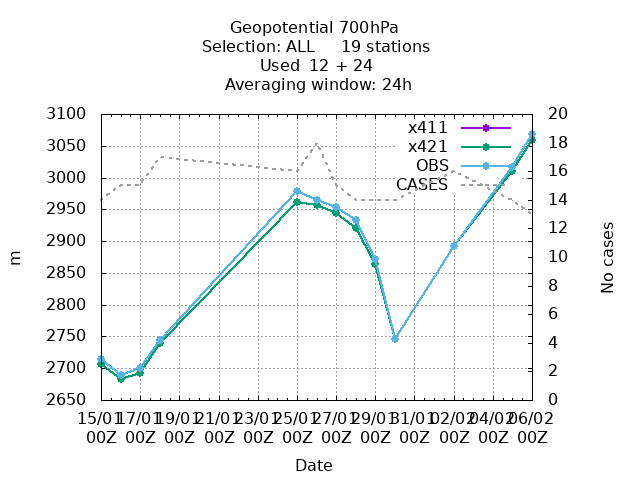 Geopotential 700hPa
Selection: ALL     19 stations
Used  12 + 24
Averaging window: 24h
3100
3050
3000
2950
2900
2850
2800
2750
2700
2650
m
20
18
16
14
12
10
8
6
4
2
0
No cases
x411
x421
OBS
CASES
15/01 17/01 19/01 21/01 23/01 25/01 27/01 29/01 31/01 02/02 04/02 06/02
00Z 00Z 00Z 00Z 00Z 00Z 00Z 00Z 00Z 00Z 00Z 00Z
Date